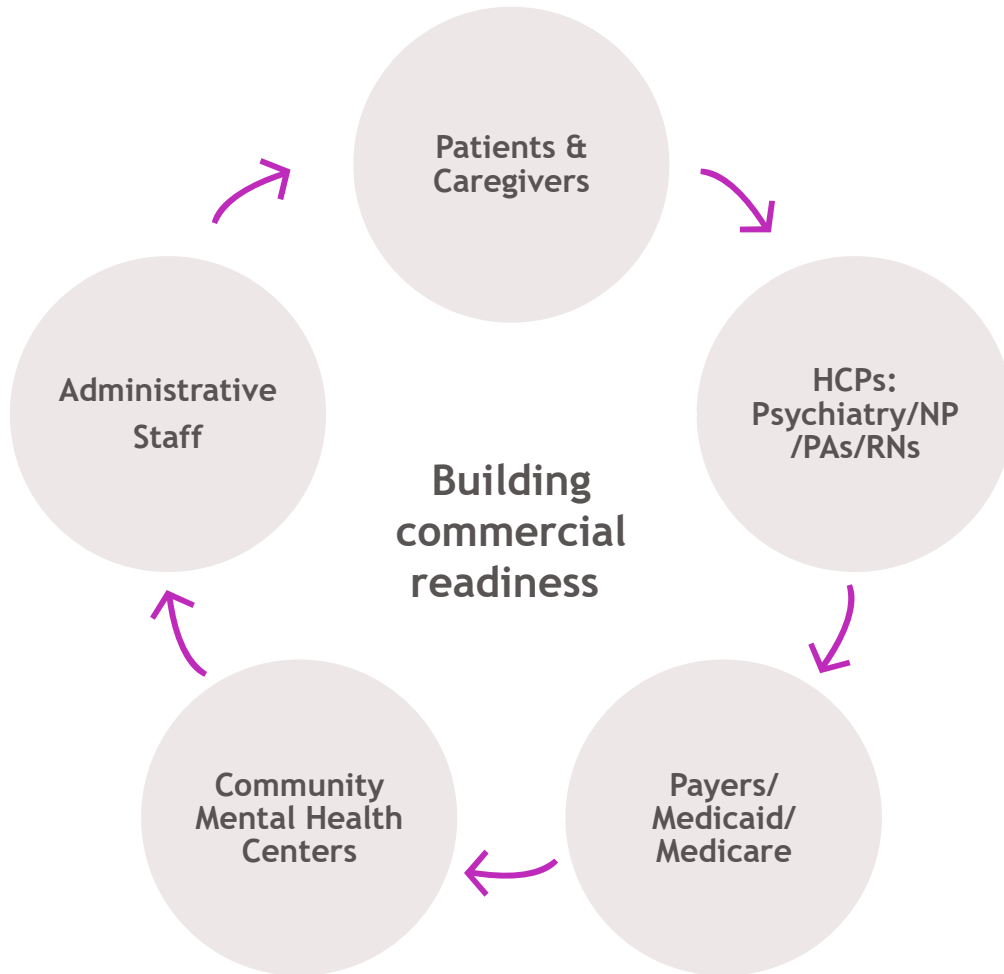 Patients &
Caregivers
HCPs:
Psychiatry/NP
/PAs/RNs
Payers/
Medicaid/
Medicare
Community
Mental Health
Centers
Administrative
Staff
Building
commercial
readiness